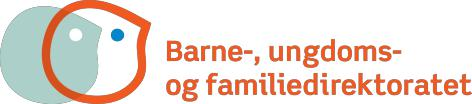 Barne-, ungdoms-
og familiedirektoratet